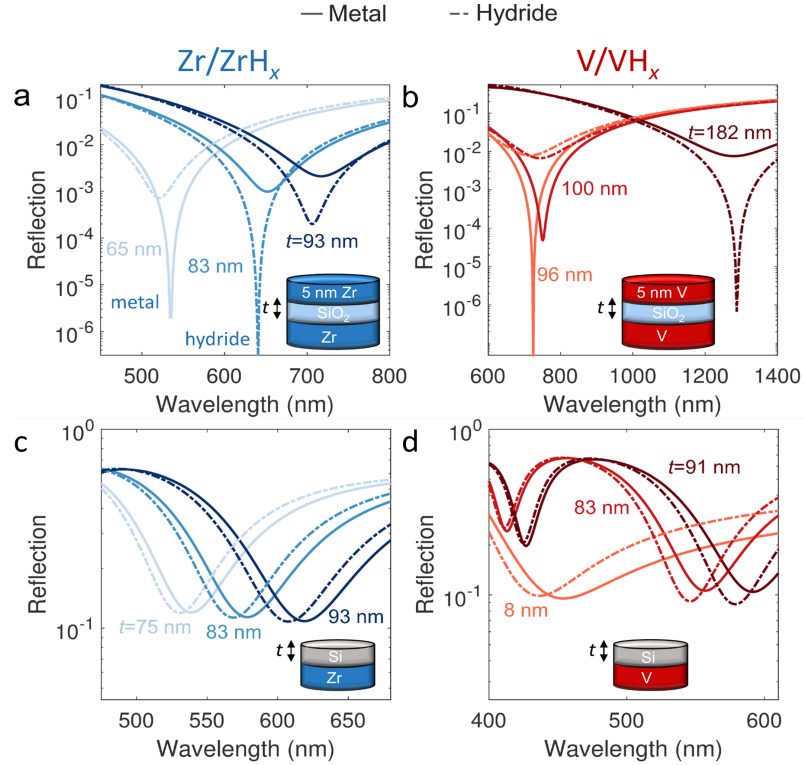 Metal Hydride
Zr/ZrHₓ V/VHₓ
a
10⁻¹
10⁻²
10⁻³
10⁻⁴
10⁻⁵
10⁻⁶
Reflection
65 nm
83 nm
t=93 nm
metal
hydride
t
5 nm Zr
SiO₂
Zr
500 600 700 800
Wavelength (nm)
b
10⁻¹
10⁻²
10⁻³
10⁻⁴
10⁻⁵
10⁻⁶
Reflection
t=182 nm
100 nm
96 nm
t
5 nm V
SiO₂
V
600 800 1000 1200 1400
Wavelength (nm)
c
10⁰
10⁻¹
Reflection
t=75 nm
83 nm
93 nm
t
Si
Zr
500 550 600 650
Wavelength (nm)
d
10⁰
10⁻¹
Reflection
t=91 nm
83 nm
8 nm
t
Si
V
400 500 600
Wavelength (nm)